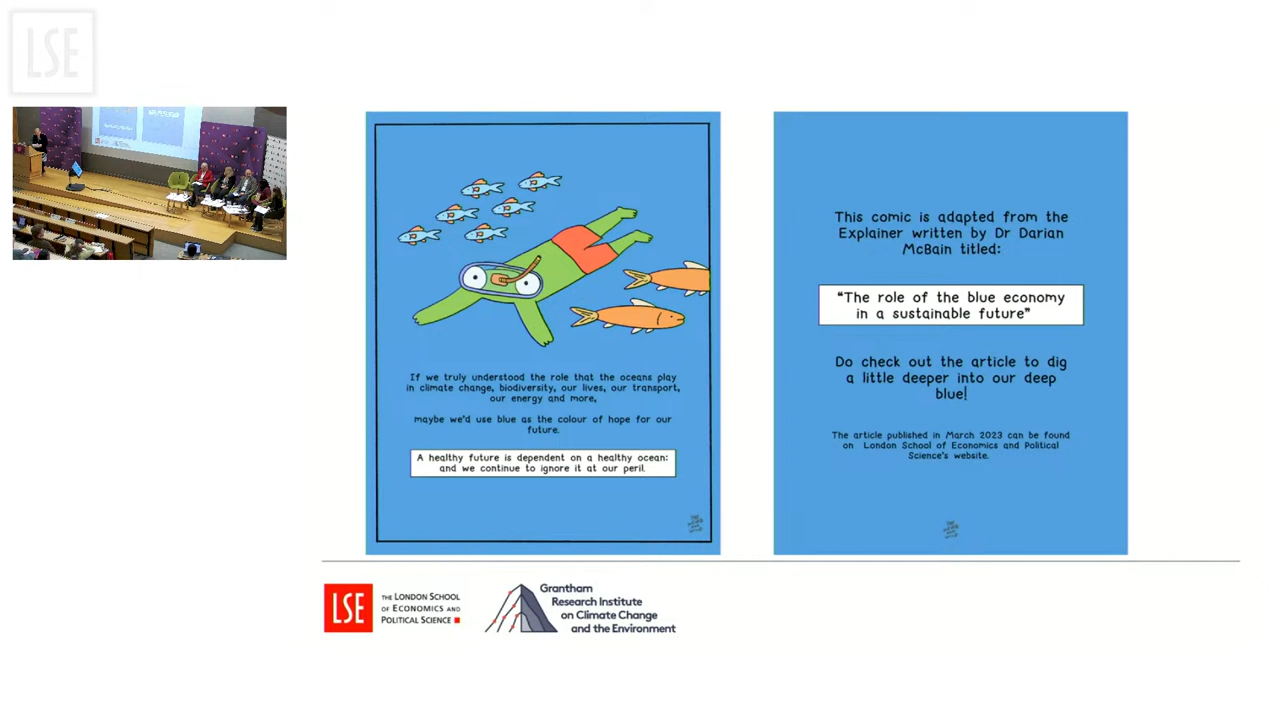 LSE
If we truly understood the role that the oceans play
in climate change, biodiversity, our lives, our transport,
our energy and more,
maybe we'd use blue as the colour of hope for our
future.
A healthy future is dependent on a healthy ocean:
and we continue to ignore it at our peril.
This comic is adapted from the
Explainer written by Dr Darian
McBain titled:
"The role of the blue economy
in a sustainable future"
Do check out the article to dig
a little deeper into our deep
blue!
The article published in March 2023 can be found
on London School of Economics and Political
Science's website.
LSE
THE LONDON SCHOOL
OF ECONOMICS AND
POLITICAL SCIENCE
Grantham
Research Institute
on Climate Change
and the Environment